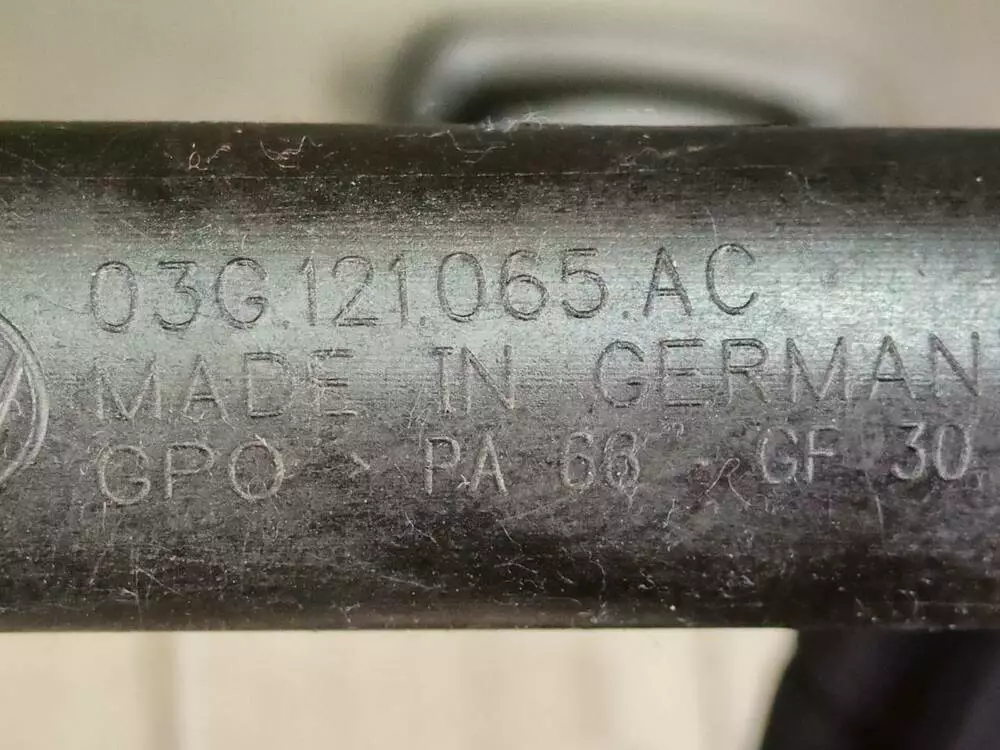 03G.121.065.AC
MADE IN GERMAN
GPO > PA 66 GF 30